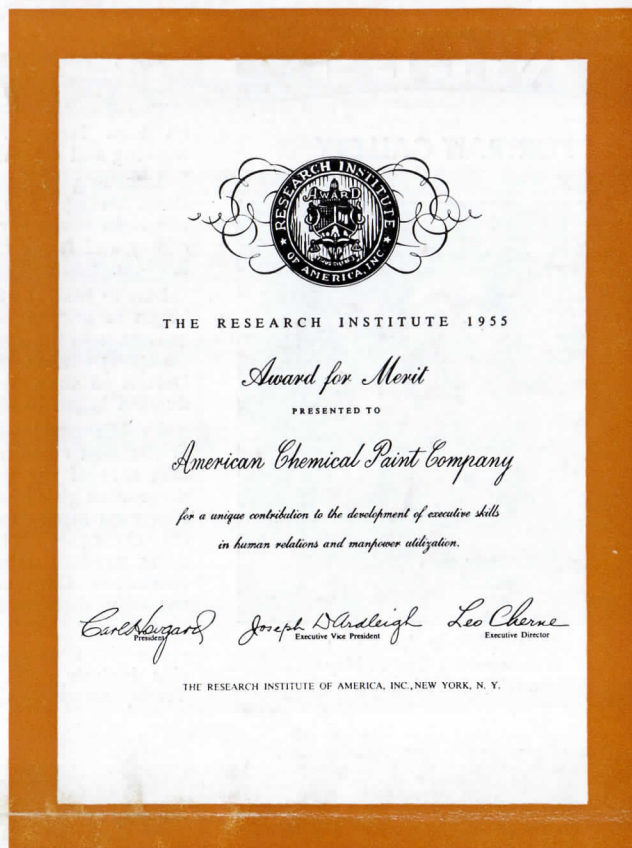 RESEARCH INSTITUTE
OF AMERICA, INC
AWARD
THE RESEARCH INSTITUTE 1955
Award for Merit
PRESENTED TO
American Chemical Paint Company
for a unique contribution to the development of executive skills
in human relations and manpower utilization.
Carl Hovgard Joseph D Ardleigh Leo Cherne
President Executive Vice President Executive Director
THE RESEARCH INSTITUTE OF AMERICA, INC., NEW YORK, N. Y.